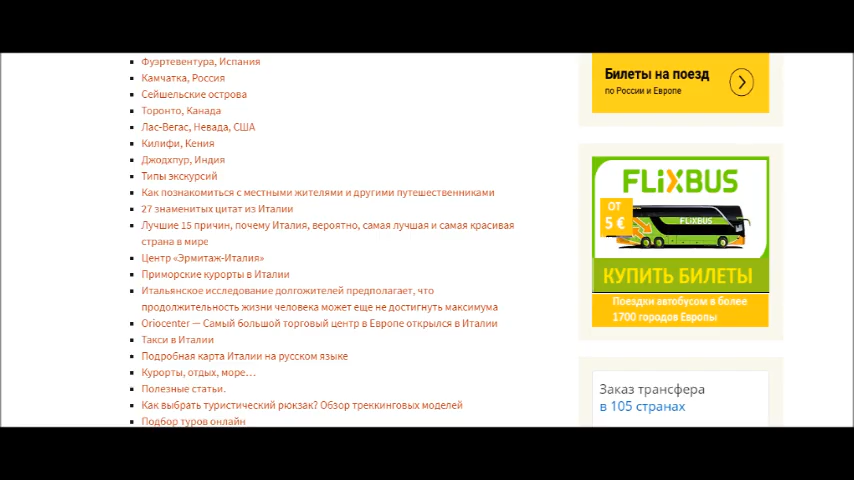 Фуэртевентура, Испания
Камчатка, Россия
Сейшельские острова
Торонто, Канада
Лас-Вегас, Невада, США
Килифи, Кения
Джодхпур, Индия
Типы экскурсий
Как познакомиться с местными жителями и другими путешественниками
27 знаменитых цитат из Италии
Лучшие 15 причин, почему Италия, вероятно, самая лучшая и самая красивая
страна в мире
Центр «Эрмитаж-Италия»
Приморские курорты в Италии
Итальянское исследование долгожителей предполагает, что
продолжительность жизни человека может еще не достигнуть максимума
Oriocenter — Самый большой торговый центр в Европе открылся в Италии
Такси в Италии
Подробная карта Италии на русском языке
Курорты, отдых, море…
Полезные статьи.
Как выбрать туристический рюкзак? Обзор треккинговых моделей
Подбор туров онлайн
Билеты на поезд
по России и Европе
FLiXBUS
ОТ
5 €
FLiXBUS
КУПИТЬ БИЛЕТЫ
Поездки автобусом в более
1700 городов Европы
Заказ трансфера
в 105 странах